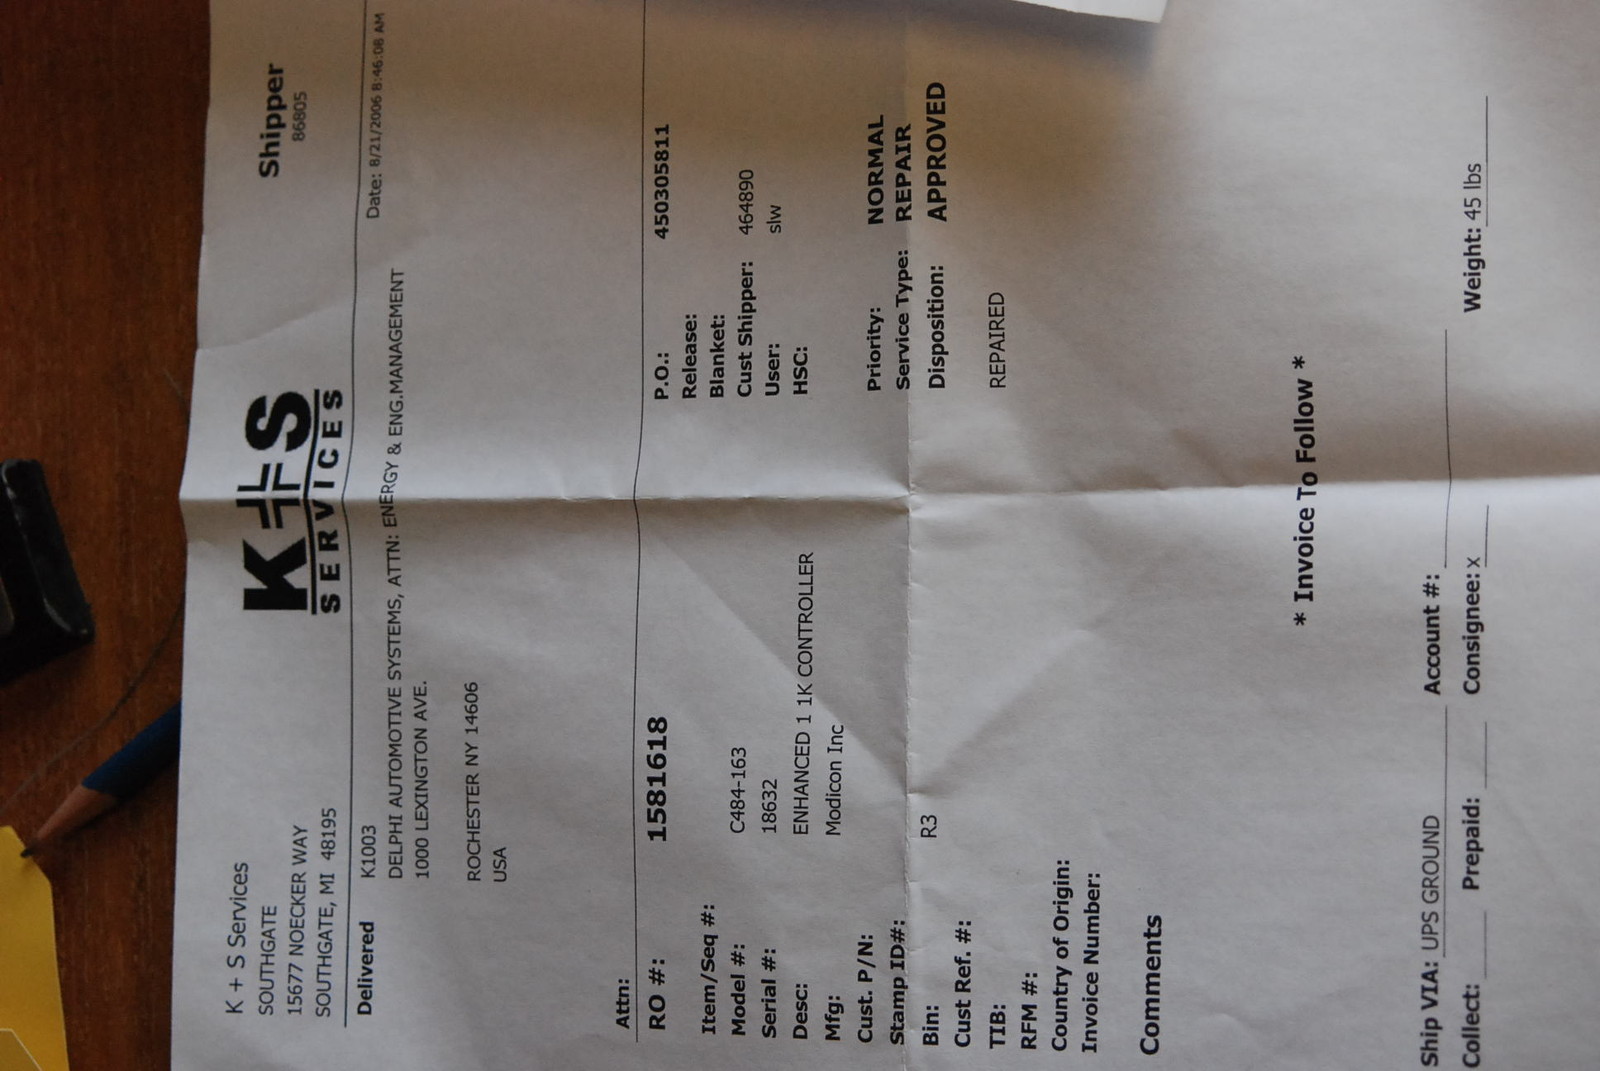 K + S Services
SOUTHGATE
15677 NOECKER WAY
SOUTHGATE, MI 48195
K+S
SERVICES
Shipper
86805
Delivered K1003 Date: 8/21/2006 8:46:08 AM
DELPHI AUTOMOTIVE SYSTEMS, ATTN: ENERGY & ENG.MANAGEMENT
1000 LEXINGTON AVE.
ROCHESTER NY 14606
USA
Attn:
RO #: 1581618 P.O.: 450305811
Release:
Item/Seq #: Blanket:
Model #: C484-163 Cust Shipper: 464890
Serial #: 18632 User: slw
Desc: ENHANCED 1 1K CONTROLLER HSC:
Mfg: Modicon Inc
Cust. P/N: Priority: NORMAL
Stamp ID#: Service Type: REPAIR
Bin: R3 Disposition: APPROVED
Cust Ref. #:
TIB: REPAIRED
RFM #:
Country of Origin:
Invoice Number:
Comments
* Invoice To Follow *
Ship VIA: UPS GROUND Account #:
Collect: Prepaid: Consignee: x Weight: 45 lbs